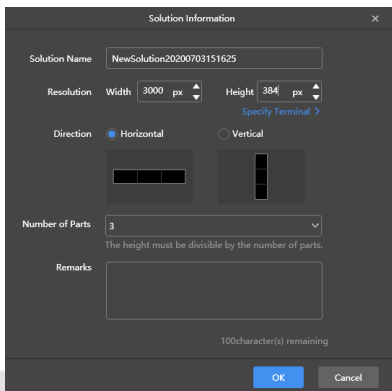 Solution Information
Solution Name NewSolution20200703151625
Resolution Width 3000 px Height 384 px
Specify Terminal >
Direction Horizontal Vertical
Number of Parts 3
The height must be divisible by the number of parts.
Remarks
100character(s) remaining
OK Cancel